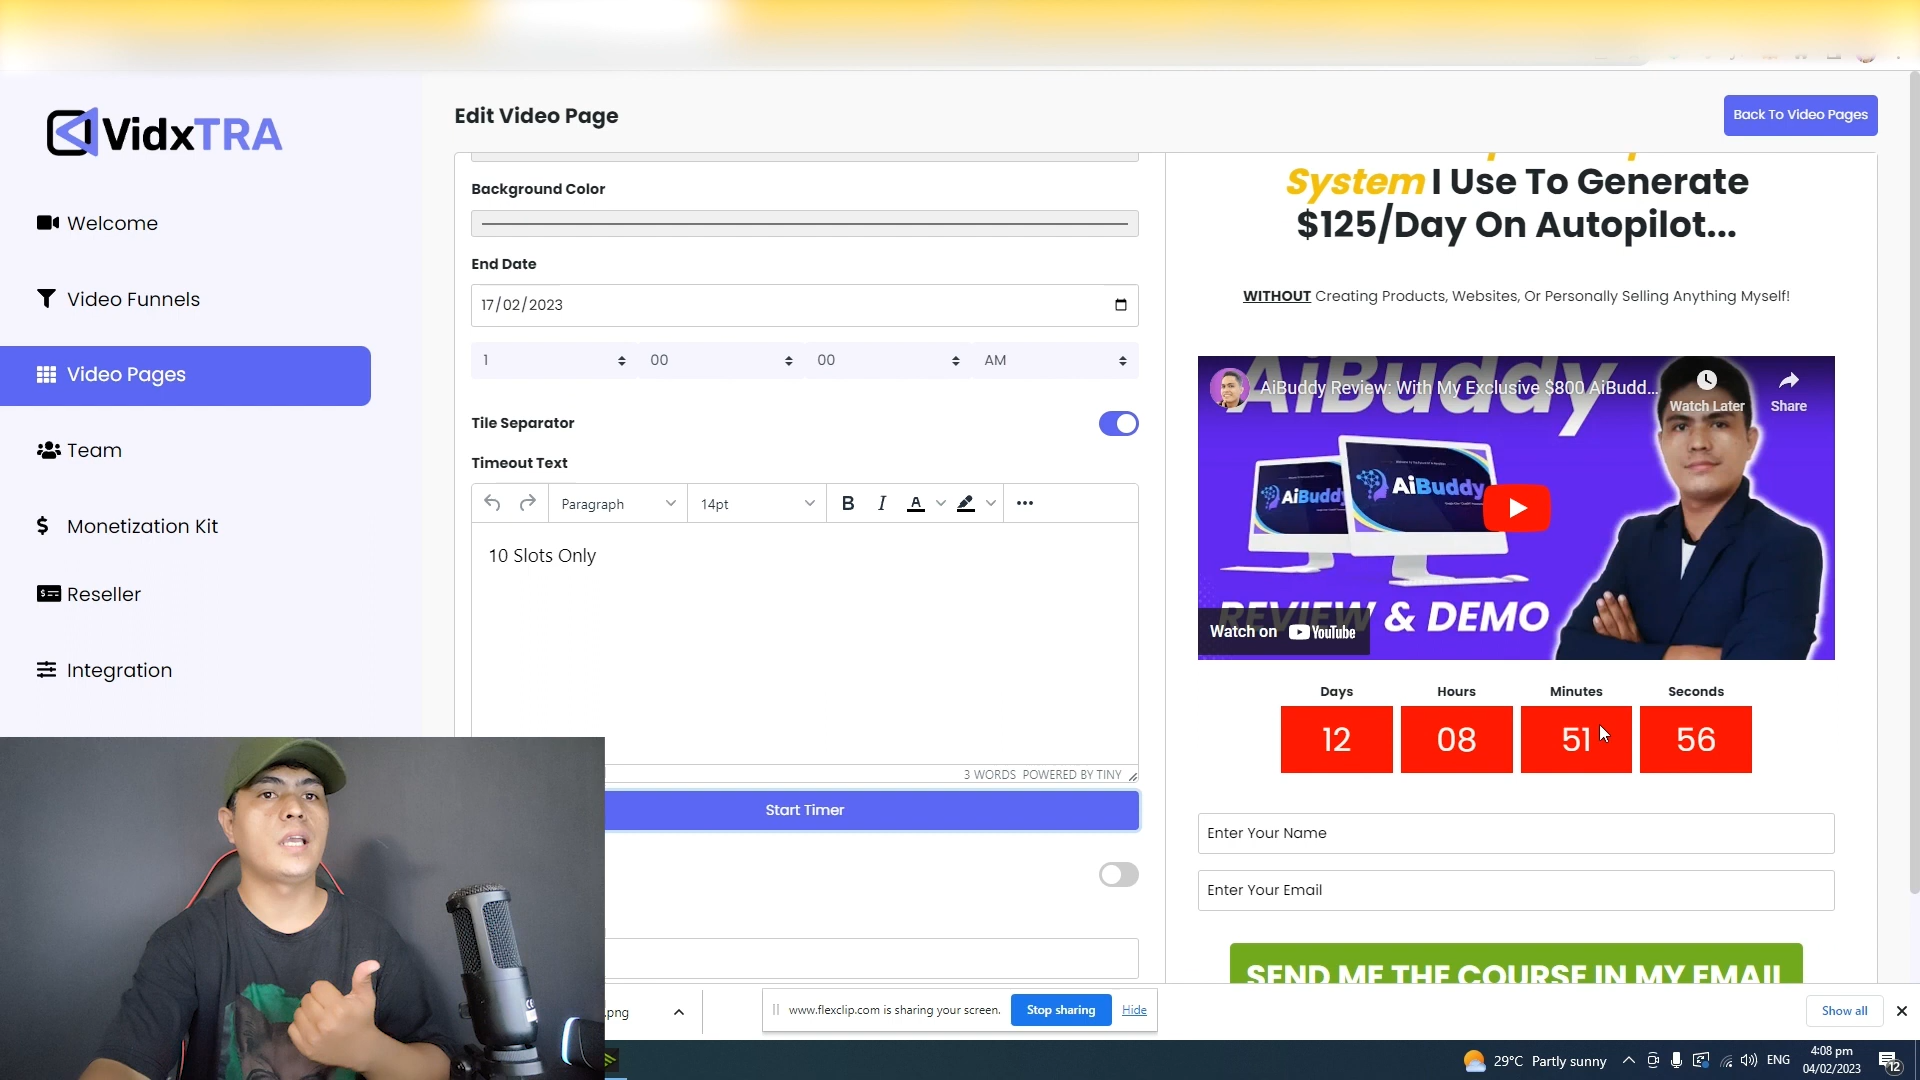 VidxTRA
Welcome
Video Funnels
Video Pages
Team
Monetization Kit
Reseller
Integration
Edit Video Page
Back To Video Pages
Background Color
End Date
17/02/2023
1 00 00 AM
Tile Separator
Timeout Text
Paragraph 14pt B I A
10 Slots Only
3 WORDS POWERED BY TINY
Start Timer
System I Use To Generate
$125/Day On Autopilot...
WITHOUT Creating Products, Websites, Or Personally Selling Anything Myself!
AiBuddy Review: With My Exclusive $800 AiBudd...
Watch Later
Share
AiBuddy
AiBuddy
AiBuddy
REVIEW & DEMO
Watch on YouTube
Days Hours Minutes Seconds
12 08 51 56
Enter Your Name
Enter Your Email
SEND ME THE COURSE IN MY EMAIL
.png
www.flexclip.com is sharing your screen.
Stop sharing
Hide
Show all
29°C Partly sunny
ENG
4:08 pm
04/02/2023
12